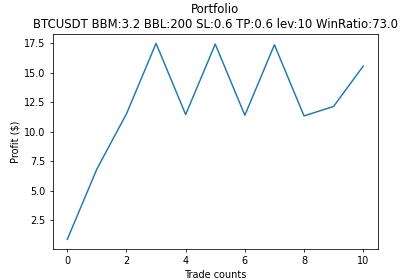 Portfolio
BTCUSDT BBM:3.2 BBL:200 SL:0.6 TP:0.6 lev:10 WinRatio:73.0
17.5
15.0
12.5
10.0
7.5
5.0
2.5
Profit ($)
0 2 4 6 8 10
Trade counts